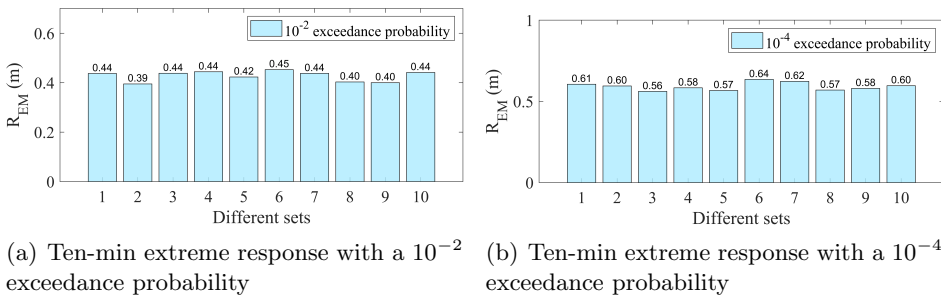 0.6
0.4
0.2
0
R_EM (m)
10^-2 exceedance probability
0.44 0.39 0.44 0.44 0.42 0.45 0.44 0.40 0.40 0.44
1 2 3 4 5 6 7 8 9 10
Different sets
(a) Ten-min extreme response with a 10^−2
exceedance probability
1
0.5
0
R_EM (m)
10^-4 exceedance probability
0.61 0.60 0.56 0.58 0.57 0.64 0.62 0.57 0.58 0.60
1 2 3 4 5 6 7 8 9 10
Different sets
(b) Ten-min extreme response with a 10^−4
exceedance probability